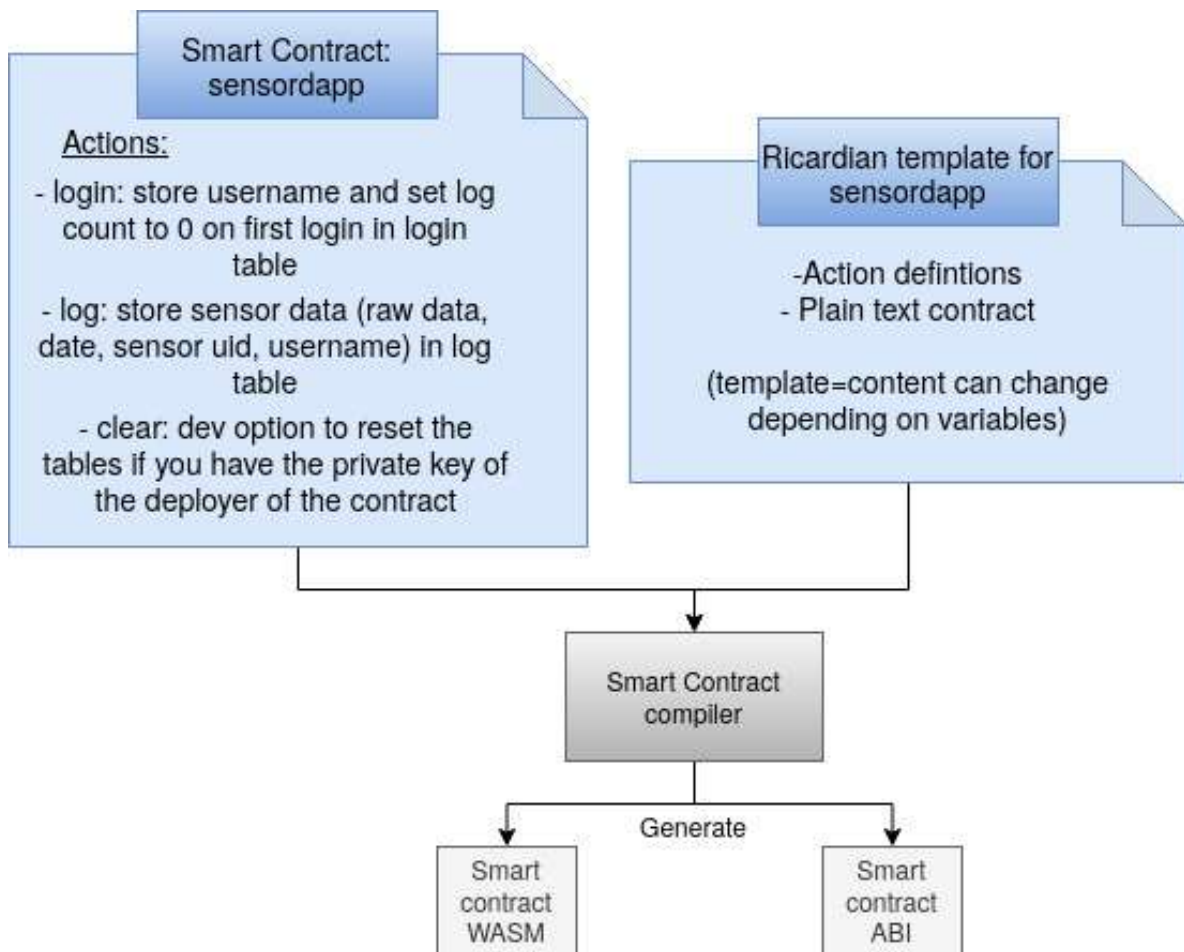 Smart Contract:
sensordapp
Actions:
- login: store username and set log
count to 0 on first login in login
table
- log: store sensor data (raw data,
date, sensor uid, username) in log
table
- clear: dev option to reset the
tables if you have the private key of
the deployer of the contract
Ricardian template for
sensordapp
-Action defintions
- Plain text contract
(template=content can change
depending on variables)
Smart Contract
compiler
Generate
Smart
contract
WASM
Smart
contract
ABI